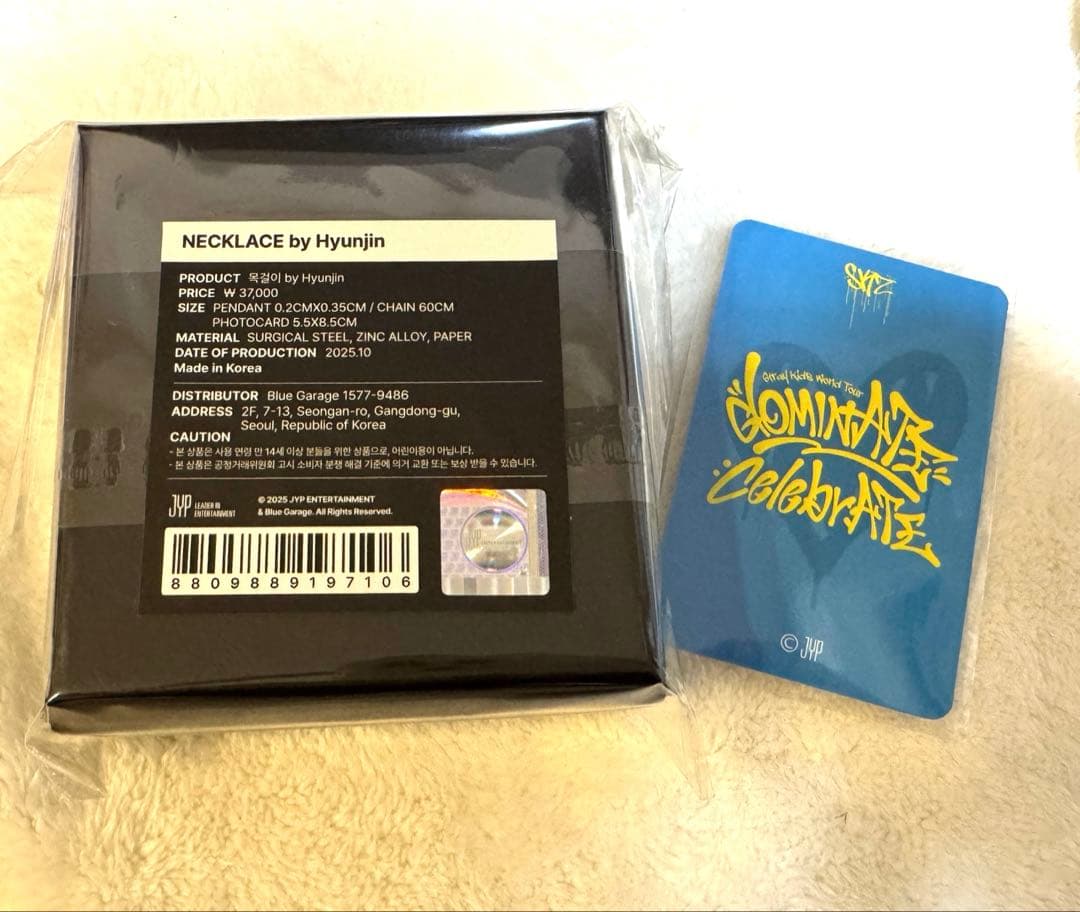 NECKLACE by Hyunjin
PRODUCT 목걸이 by Hyunjin
PRICE ₩ 37,000
SIZE PENDANT 0.2CMX0.35CM / CHAIN 60CM
PHOTOCARD 5.5X8.5CM
MATERIAL SURGICAL STEEL, ZINC ALLOY, PAPER
DATE OF PRODUCTION 2025.10
Made in Korea
DISTRIBUTOR Blue Garage 1577-9486
ADDRESS 2F, 7-13, Seongan-ro, Gangdong-gu,
Seoul, Republic of Korea
CAUTION
- 본 상품은 사용 연령 만 14세 이상 분들을 위한 상품으로, 어린이용이 아닙니다.
- 본 상품은 공정거래위원회 고시 소비자 분쟁 해결 기준에 의거 교환 또는 보상 받을 수 있습니다.
JYP LEADER IN
ENTERTAINMENT
© 2025 JYP ENTERTAINMENT
& Blue Garage. All Rights Reserved.
8809889197106
JYP ENTERTAINMENT
SKZ
Stray Kids World Tour
dominATE
CelebrATE
© JYP